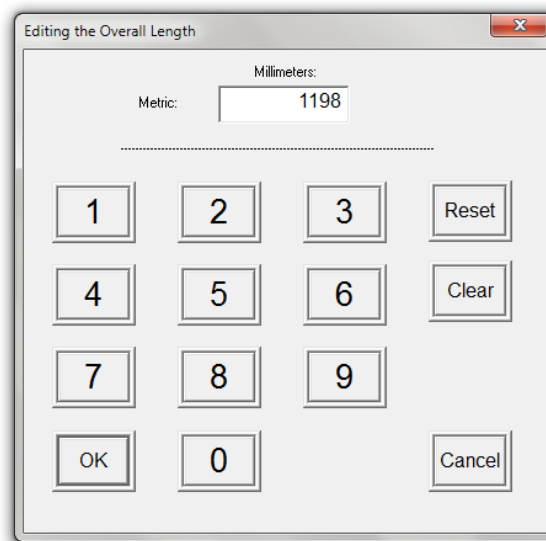 Editing the Overall Length
Millimeters:
Metric: 1198
1 2 3 Reset
4 5 6 Clear
7 8 9
OK 0 Cancel